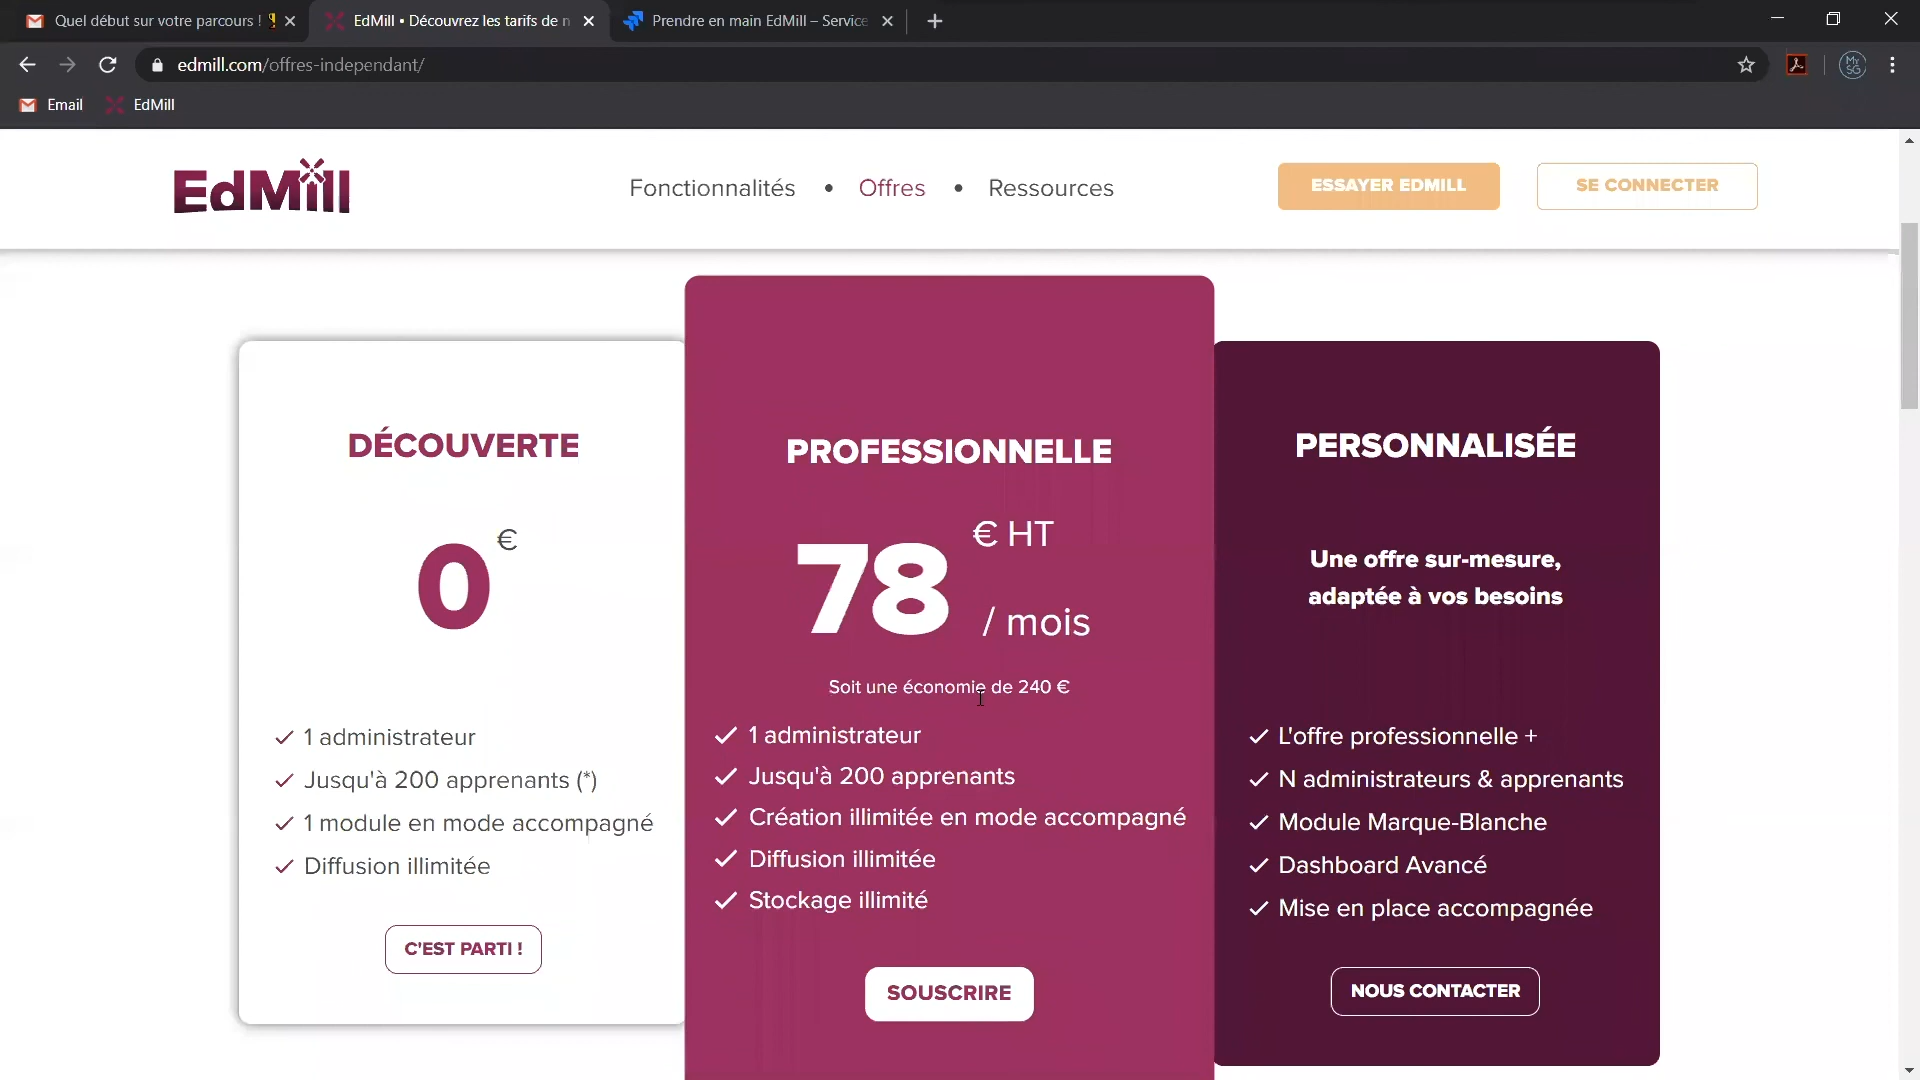 Quel début sur votre parcours !
EdMill • Découvrez les tarifs de n
Prendre en main EdMill – Service
edmill.com/offres-independant/
My SG
Email
EdMill
EdMill
Fonctionnalités • Offres • Ressources
ESSAYER EDMILL
SE CONNECTER
DÉCOUVERTE
0 €
1 administrateur
Jusqu'à 200 apprenants (*)
1 module en mode accompagné
Diffusion illimitée
C'EST PARTI !
PROFESSIONNELLE
78 € HT / mois
Soit une économie de 240 €
1 administrateur
Jusqu'à 200 apprenants
Création illimitée en mode accompagné
Diffusion illimitée
Stockage illimité
SOUSCRIRE
PERSONNALISÉE
Une offre sur-mesure,
adaptée à vos besoins
L'offre professionnelle +
N administrateurs & apprenants
Module Marque-Blanche
Dashboard Avancé
Mise en place accompagnée
NOUS CONTACTER